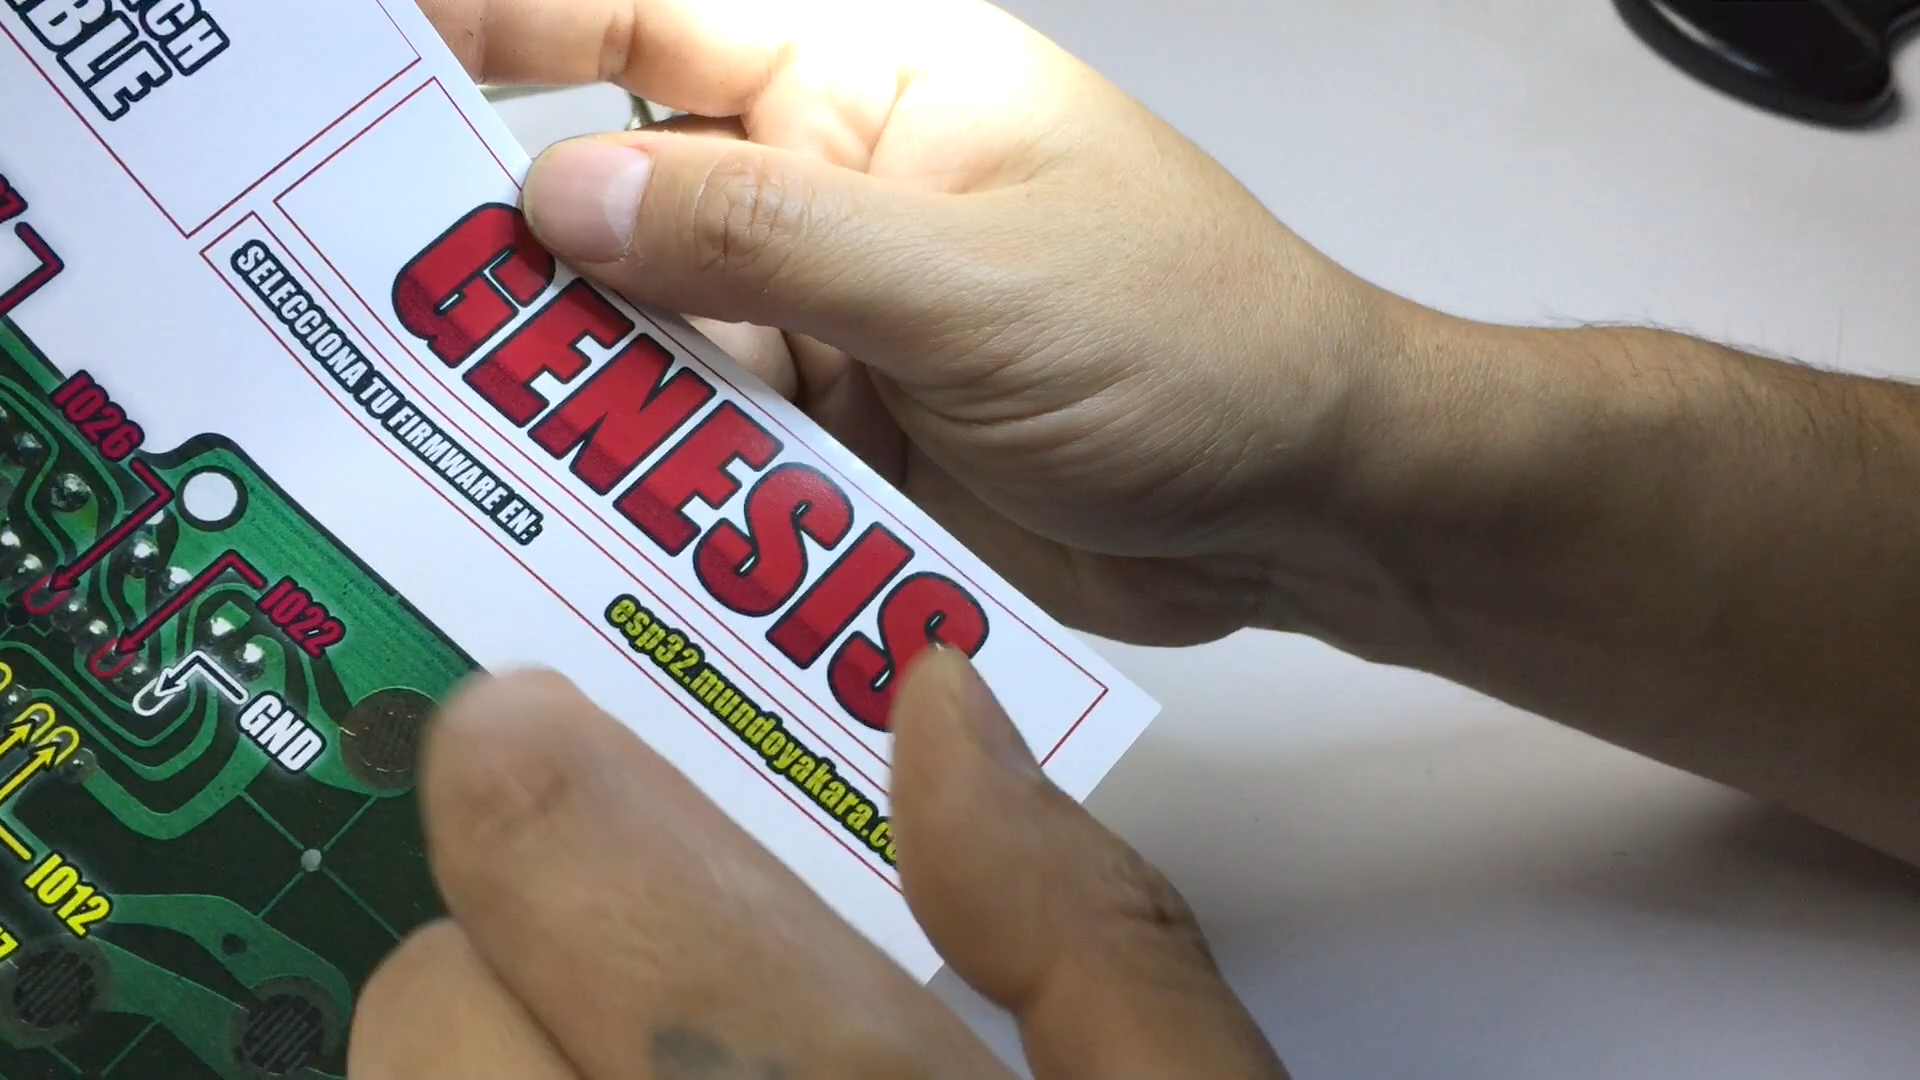 GENESIS
SELECCIONA TU FIRMWARE EN:
esp32.mundoyakara.co
IO26
IO22
GND
IO12